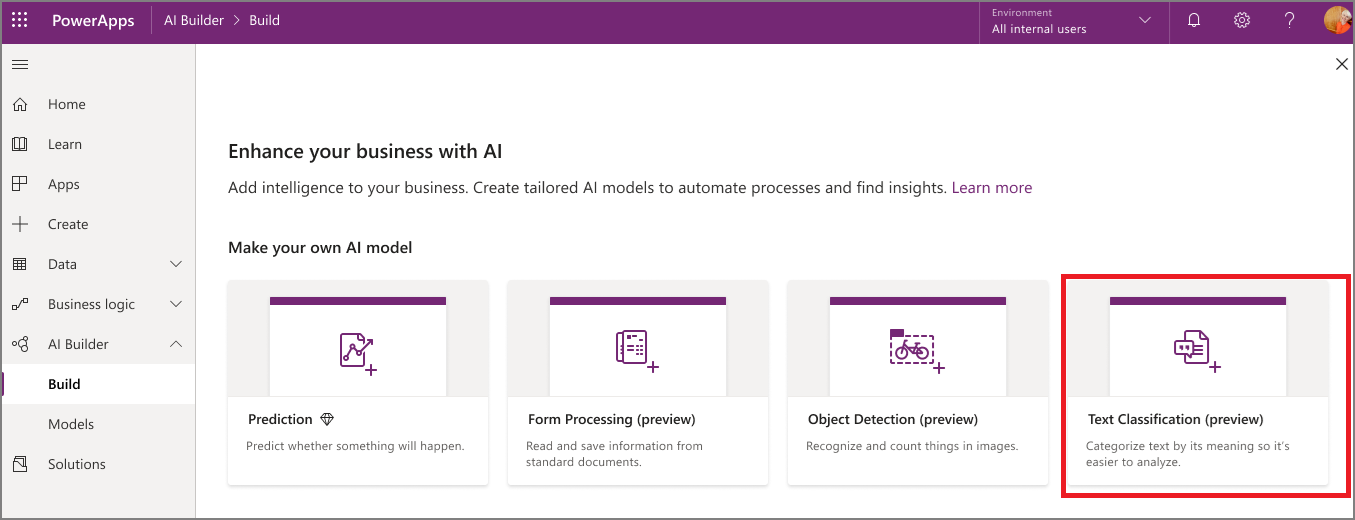 PowerApps
AI Builder > Build
Environment
All internal users
?
Home
Learn
Apps
Create
Data
Business logic
AI Builder
Build
Models
Solutions
Enhance your business with AI
Add intelligence to your business. Create tailored AI models to automate processes and find insights. Learn more
Make your own AI model
Prediction
Predict whether something will happen.
Form Processing (preview)
Read and save information from
standard documents.
Object Detection (preview)
Recognize and count things in images.
Text Classification (preview)
Categorize text by its meaning so it's
easier to analyze.